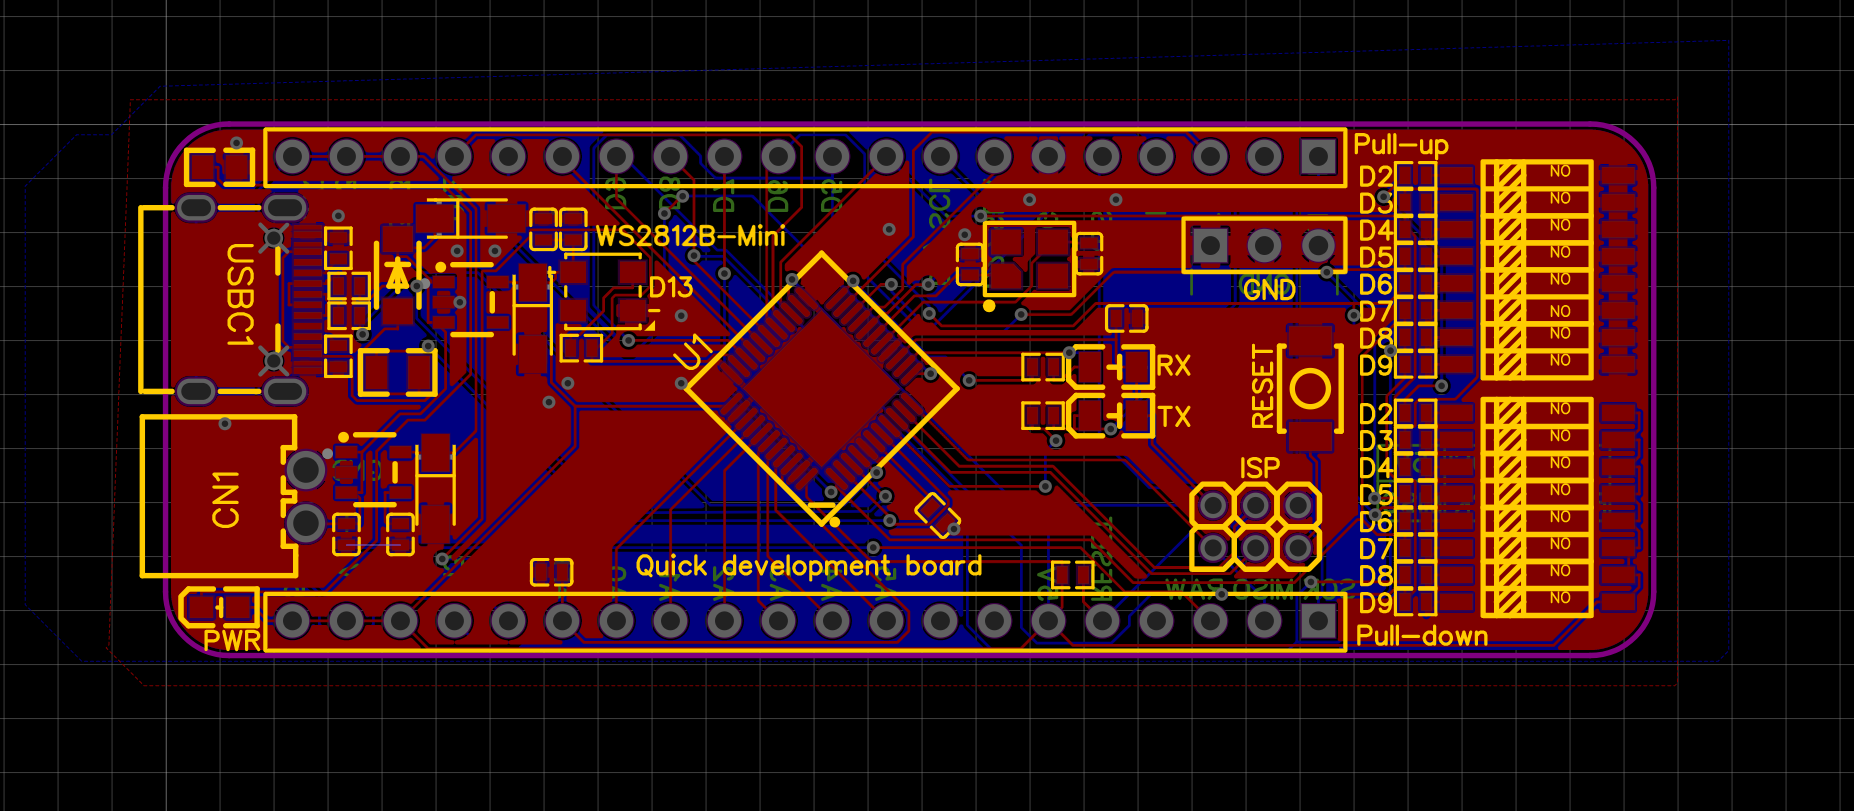 Pull-up
D2
D3
D4
D5
D6
D7
D8
D9
NO
NO
NO
NO
NO
NO
NO
NO
WS2812B-Mini
D13
USBC1
GND
U1
RX
TX
RESET
CN1
ISP
D2
D3
D4
D5
D6
D7
D8
D9
NO
NO
NO
NO
NO
NO
NO
NO
Quick development board
PWR
Pull-down